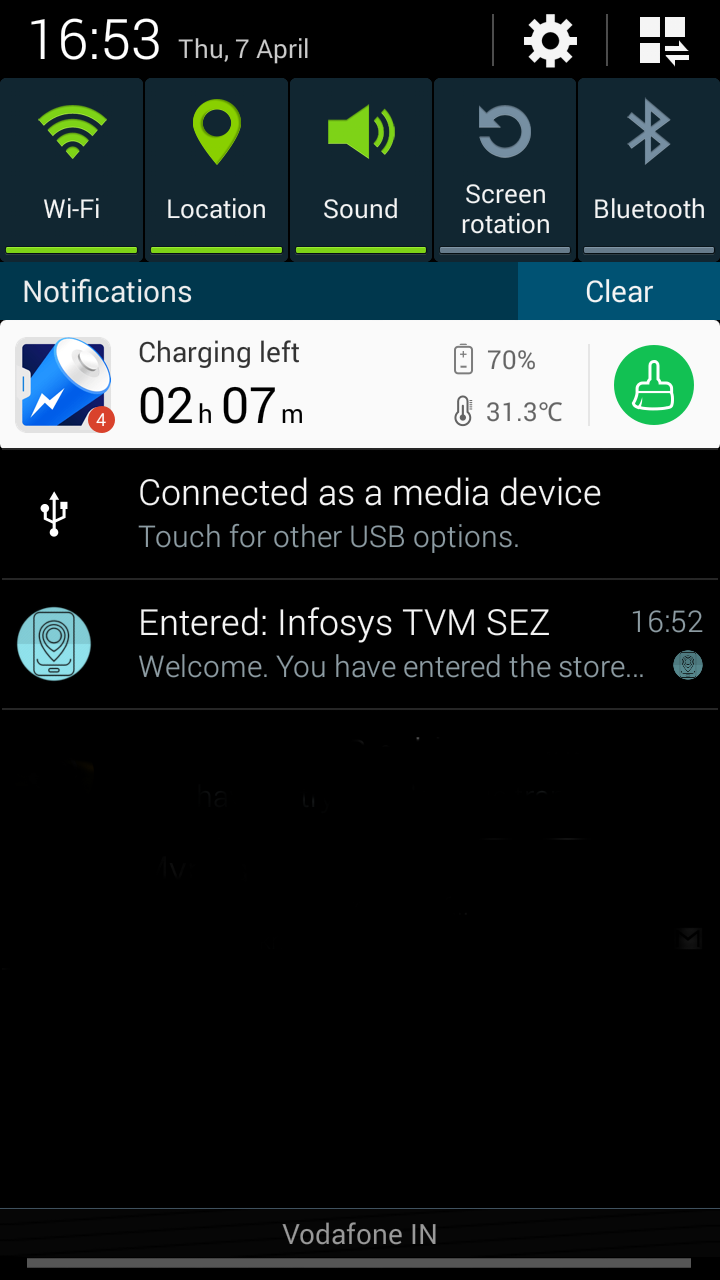 16:53 Thu, 7 April
Wi-Fi
Location
Sound
Screen
rotation
Bluetooth
Notifications
Clear
Charging left
70%
4
02 h 07 m
31.3℃
Connected as a media device
Touch for other USB options.
Entered: Infosys TVM SEZ 16:52
Welcome. You have entered the store...
Vodafone IN